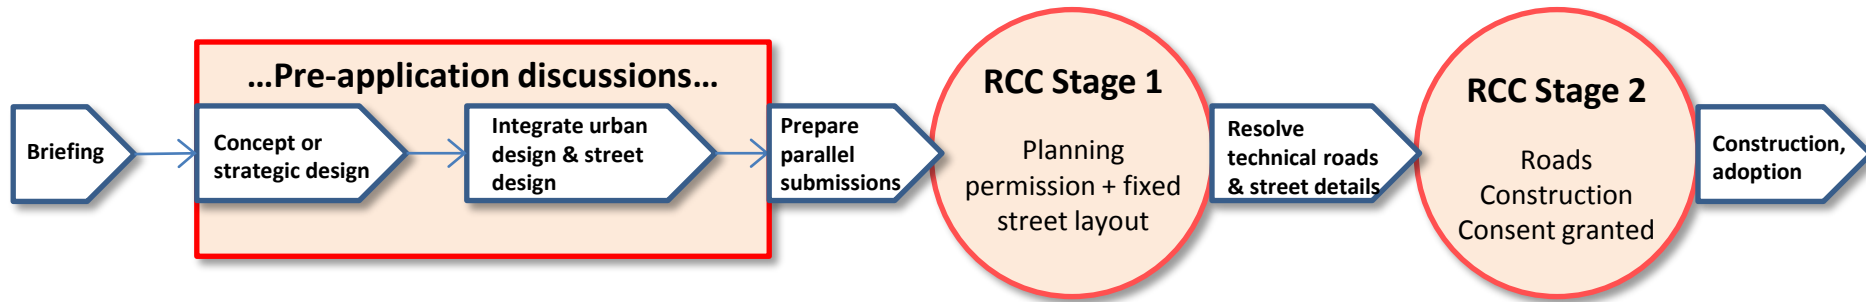 ...Pre-application discussions...
Briefing
Concept or
strategic design
Integrate urban
design & street
design
Prepare
parallel
submissions
RCC Stage 1
Planning
permission + fixed
street layout
Resolve
technical roads
& street details
RCC Stage 2
Roads
Construction
Consent granted
Construction,
adoption